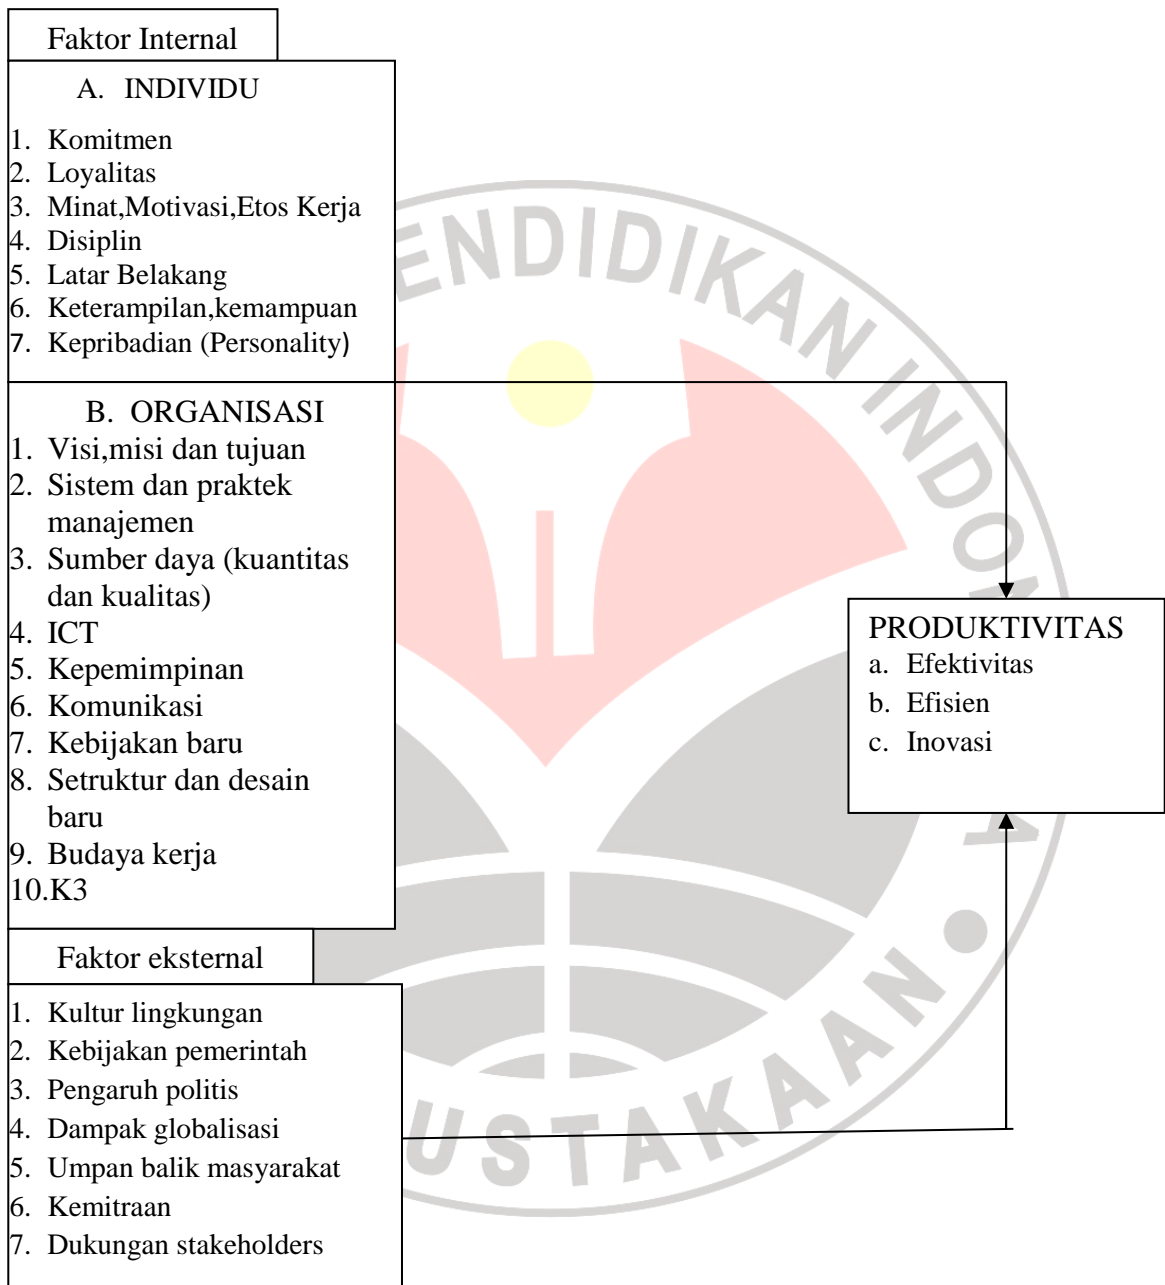 Faktor Internal
A. INDIVIDU
1. Komitmen
2. Loyalitas
3. Minat,Motivasi,Etos Kerja
4. Disiplin
5. Latar Belakang
6. Keterampilan,kemampuan
7. Kepribadian (Personality)
B. ORGANISASI
1. Visi,misi dan tujuan
2. Sistem dan praktek
manajemen
3. Sumber daya (kuantitas
dan kualitas)
4. ICT
5. Kepemimpinan
6. Komunikasi
7. Kebijakan baru
8. Setruktur dan desain
baru
9. Budaya kerja
10.K3
Faktor eksternal
1. Kultur lingkungan
2. Kebijakan pemerintah
3. Pengaruh politis
4. Dampak globalisasi
5. Umpan balik masyarakat
6. Kemitraan
7. Dukungan stakeholders
PRODUKTIVITAS
a. Efektivitas
b. Efisien
c. Inovasi
ENDIDIKAN INDON A
USTAKAAN